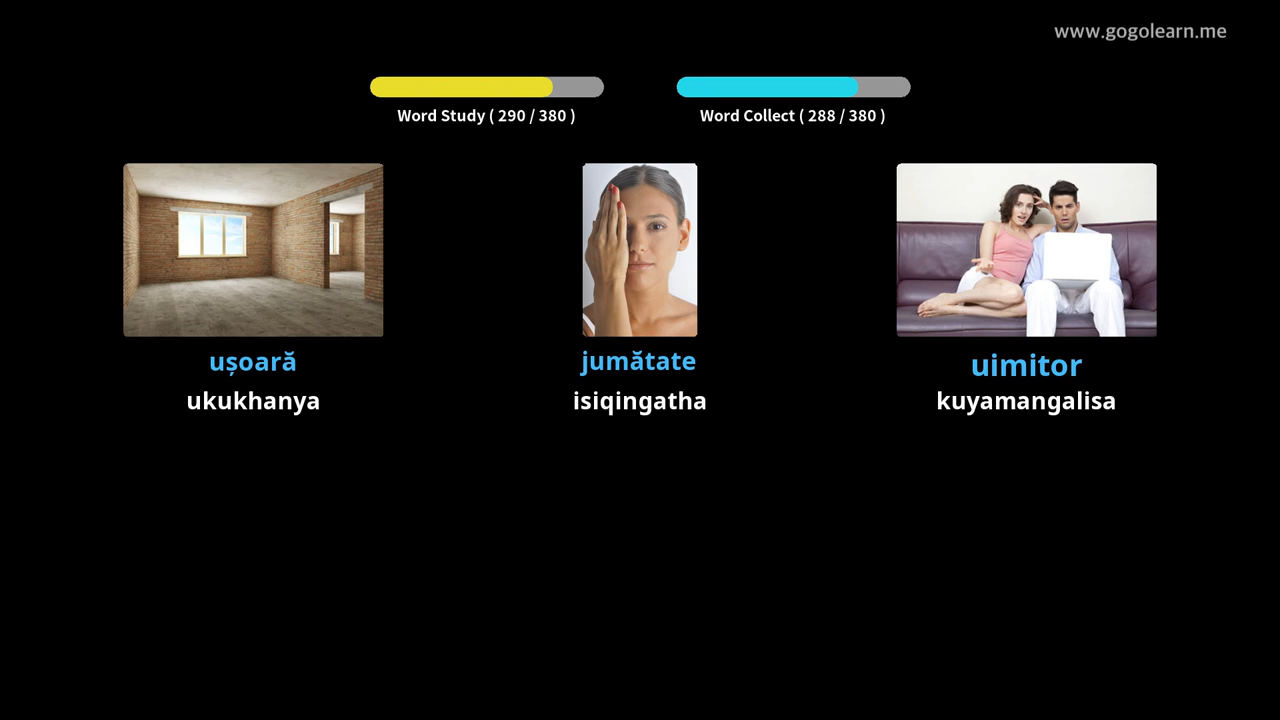 www.gogolearn.me
Word Study ( 290 / 380 )
Word Collect ( 288 / 380 )
ușoară
jumătate
uimitor
ukukhanya
isiqingatha
kuyamangalisa